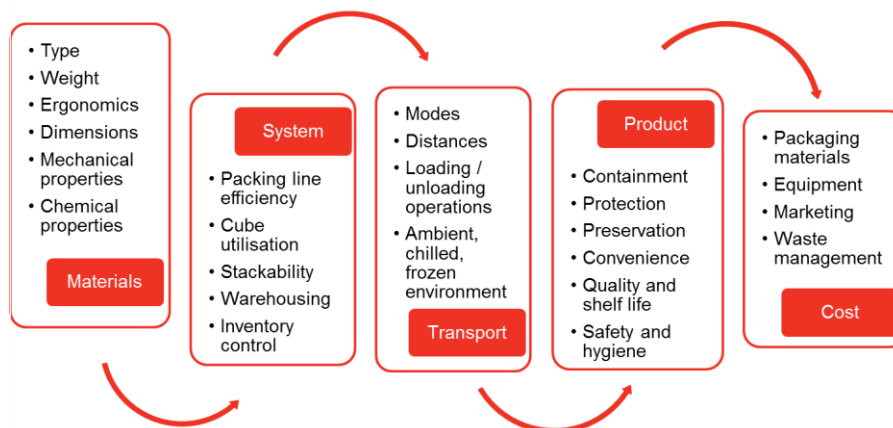 • Type
• Weight
• Ergonomics
• Dimensions
• Mechanical
properties
• Chemical
properties
Materials
System
• Packing line
efficiency
• Cube
utilisation
• Stackability
• Warehousing
• Inventory
control
• Modes
• Distances
• Loading /
unloading
operations
• Ambient,
chilled,
frozen
environment
Transport
Product
• Containment
• Protection
• Preservation
• Convenience
• Quality and
shelf life
• Safety and
hygiene
• Packaging
materials
• Equipment
• Marketing
• Waste
management
Cost